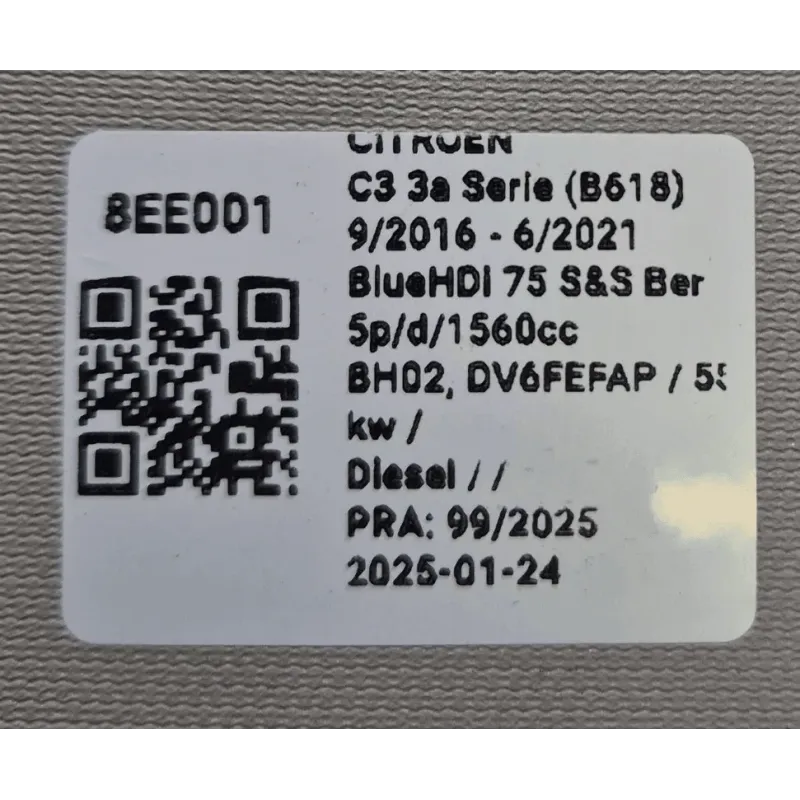 8EE001
CITROEN
C3 3a Serie (B618)
9/2016 - 6/2021
BlueHDi 75 S&S Ber
5p/d/1560cc
BH02, DV6FEFAP / 55
kw /
Diesel / /
PRA: 99/2025
2025-01-24